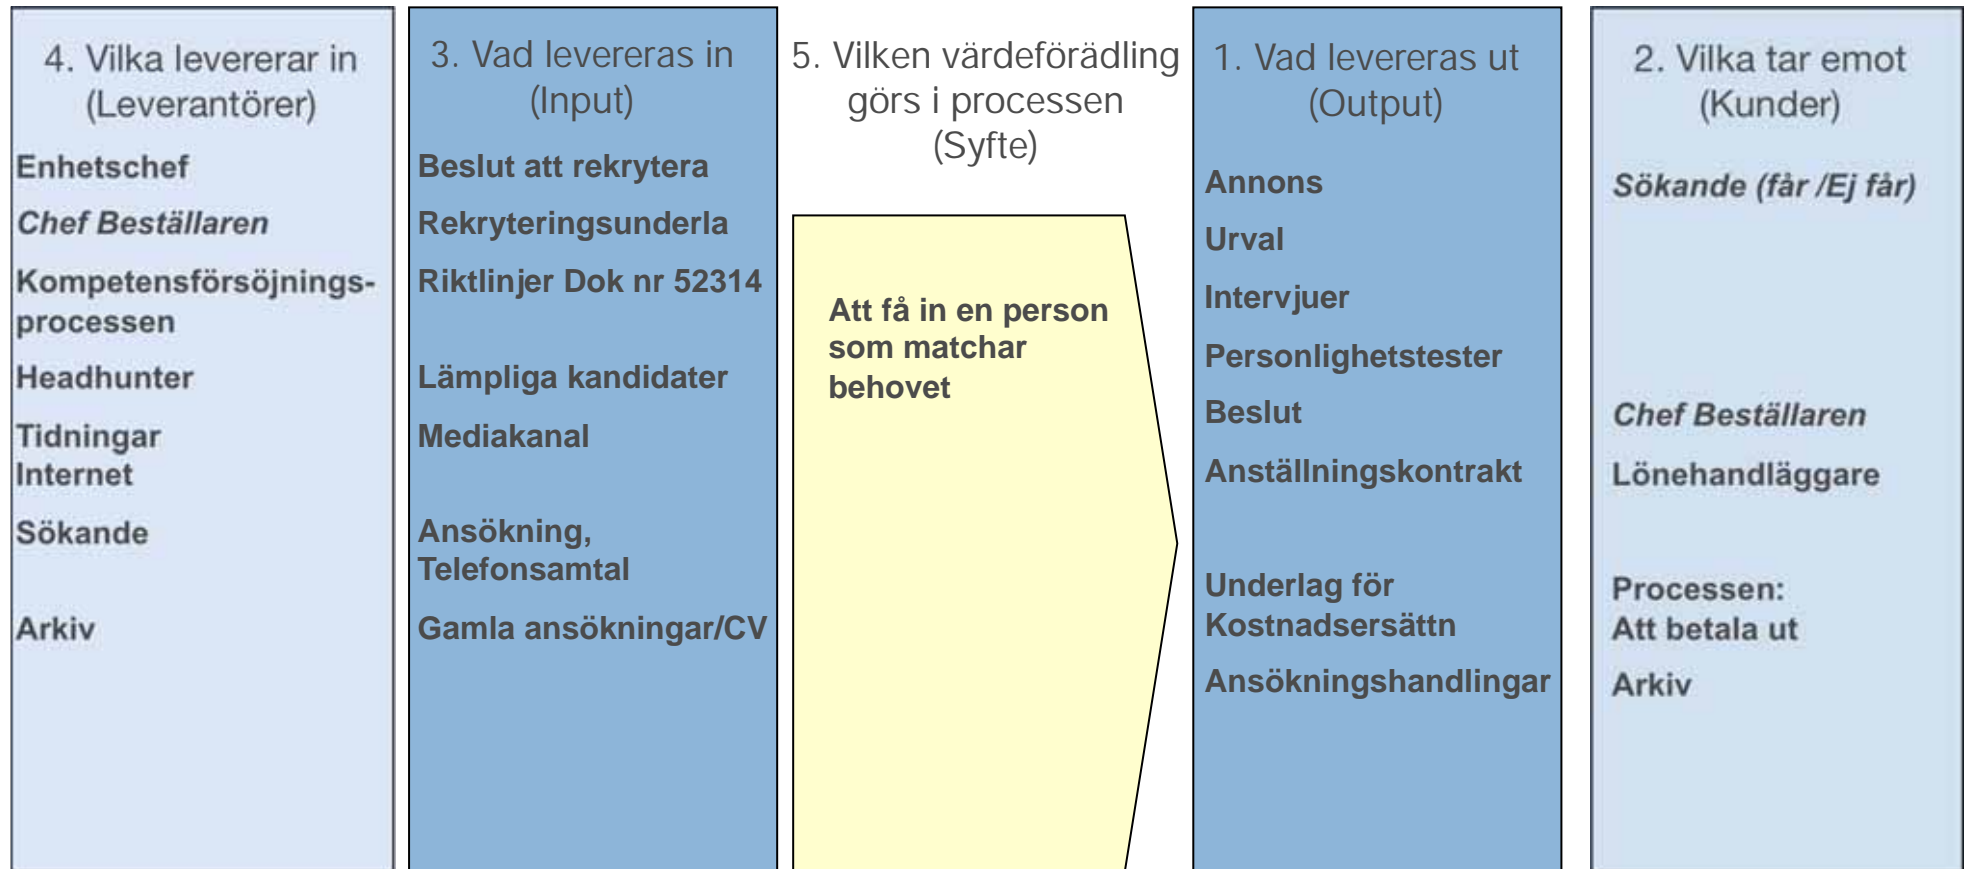 4. Vilka levererar in
(Leverantörer)
Enhetschef
Chef Beställaren
Kompetensförsöjnings-
processen
Headhunter
Tidningar
Internet
Sökande
Arkiv
3. Vad levereras in
(Input)
Beslut att rekrytera
Rekryteringsunderla
Riktlinjer Dok nr 52314
Lämpliga kandidater
Mediakanal
Ansökning,
Telefonsamtal
Gamla ansökningar/CV
5. Vilken värdeförädling
görs i processen
(Syfte)
Att få in en person
som matchar
behovet
1. Vad levereras ut
(Output)
Annons
Urval
Intervjuer
Personlighetstester
Beslut
Anställningskontrakt
Underlag för
Kostnadsersättn
Ansökningshandlingar
2. Vilka tar emot
(Kunder)
Sökande (får /Ej får)
Chef Beställaren
Lönehandläggare
Processen:
Att betala ut
Arkiv